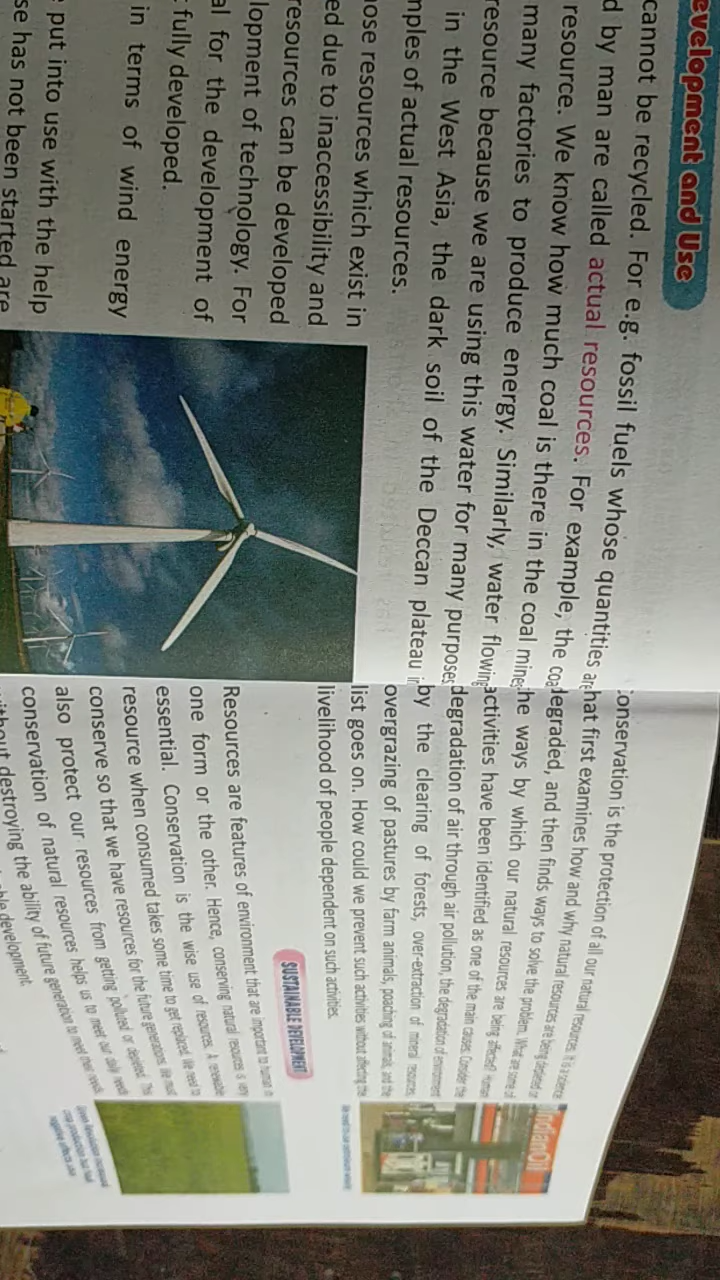 evelopment and Use
cannot be recycled. For e.g. fossil fuels whose quantities
d by man are called actual resources. For example, the
resource. We know how much coal is there in the coal
many factories to produce energy. Similarly, water
resource because we are using this water for many purposes
in the West Asia, the dark soil of the Deccan plateau
mples of actual resources.
ose resources which exist in
ed due to inaccessibility and
resources can be developed
lopment of technology. For
al for the development of
fully developed.
in terms of wind energy
put into use with the help
se has not been started are
onservation is the protection of all our natural resources. It is a science
hat first examines how and why natural resources are being depleted or
degraded, and then finds ways to solve the problem. What are some of
he ways by which our natural resources are being affected? Human
activities have been identified as one of the main causes. Consider the
degradation of air through air pollution, the degradation of environment
by the clearing of forests, over-extraction of mineral resources,
overgrazing of pastures by farm animals, poaching of animals, and the
list goes on. How could we prevent such activities without affecting the
livelihood of people dependent on such activities.
IndianOil
SUSTAINABLE DEVELOPMENT
Resources are features of environment that are important to human in
one form or the other. Hence, conserving natural resources is very
essential. Conservation is the wise use of resources. A renewable
resource when consumed takes some time to get replaced. We need to
conserve so that we have resources for the future generations. We must
also protect our resources from getting polluted or depleted. This
conservation of natural resources helps us to meet our daily needs
without destroying the ability of future generation to meet their needs.
development.